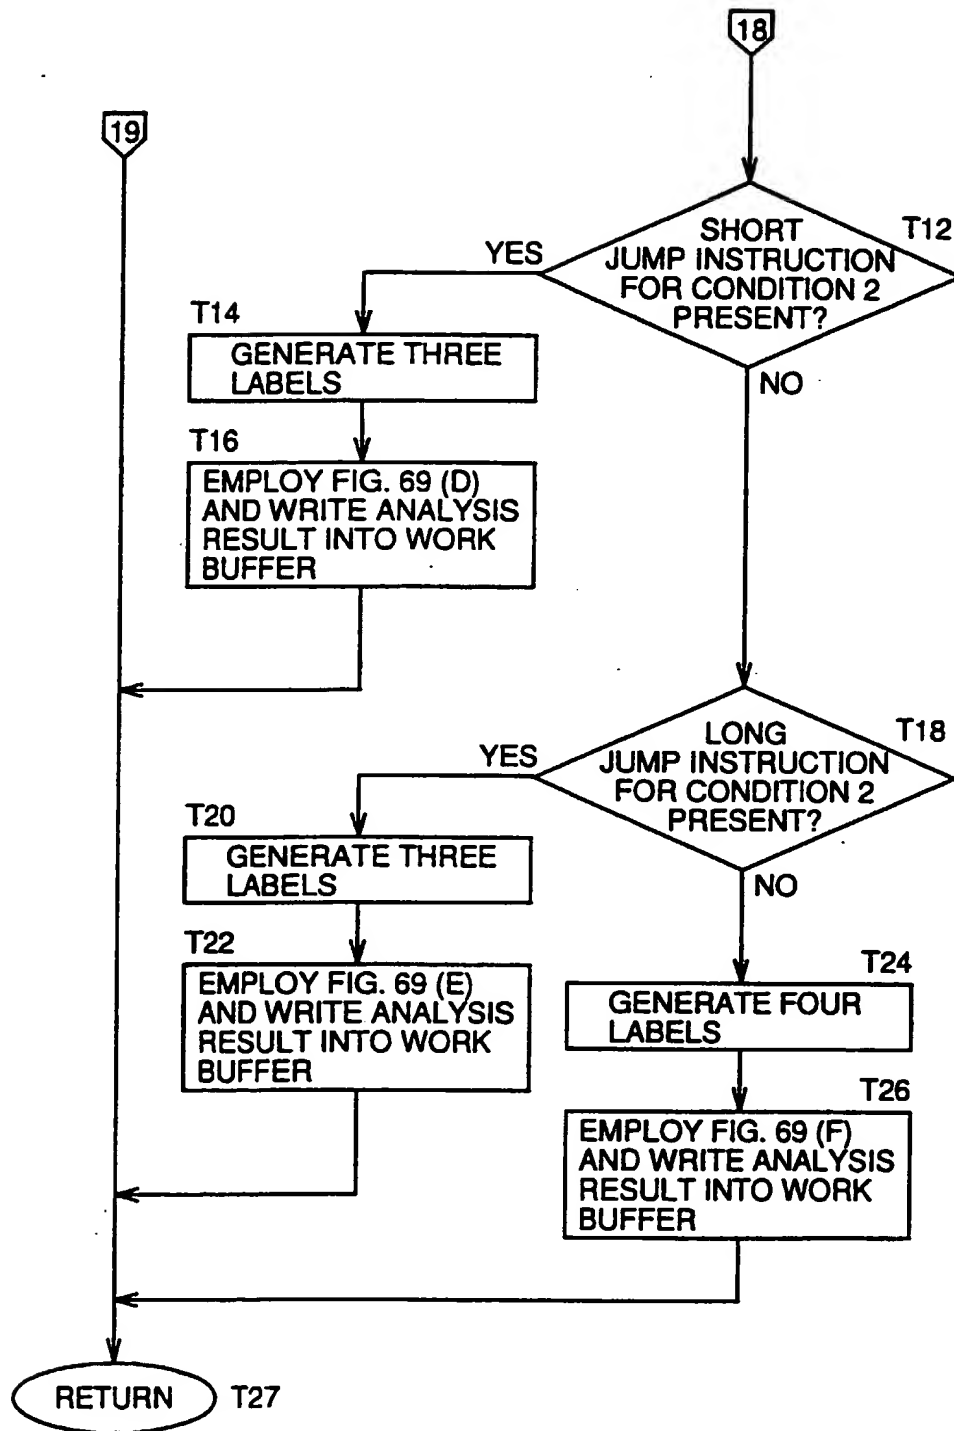 18
19
T12
SHORT
JUMP INSTRUCTION
FOR CONDITION 2
PRESENT?
YES
NO
T14
GENERATE THREE
LABELS
T16
EMPLOY FIG. 69 (D)
AND WRITE ANALYSIS
RESULT INTO WORK
BUFFER
T18
LONG
JUMP INSTRUCTION
FOR CONDITION 2
PRESENT?
YES
NO
T20
GENERATE THREE
LABELS
T22
EMPLOY FIG. 69 (E)
AND WRITE ANALYSIS
RESULT INTO WORK
BUFFER
T24
GENERATE FOUR
LABELS
T26
EMPLOY FIG. 69 (F)
AND WRITE ANALYSIS
RESULT INTO WORK
BUFFER
RETURN
T27